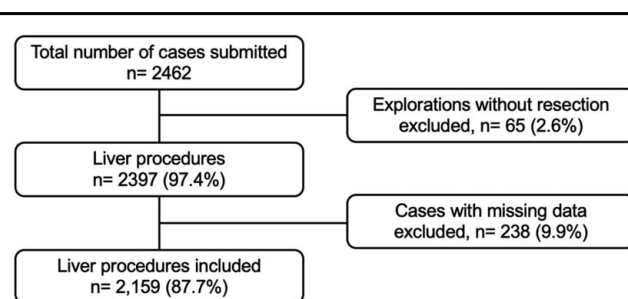 Total number of cases submitted
n= 2462
Explorations without resection
excluded, n= 65 (2.6%)
Liver procedures
n= 2397 (97.4%)
Cases with missing data
excluded, n= 238 (9.9%)
Liver procedures included
n= 2,159 (87.7%)